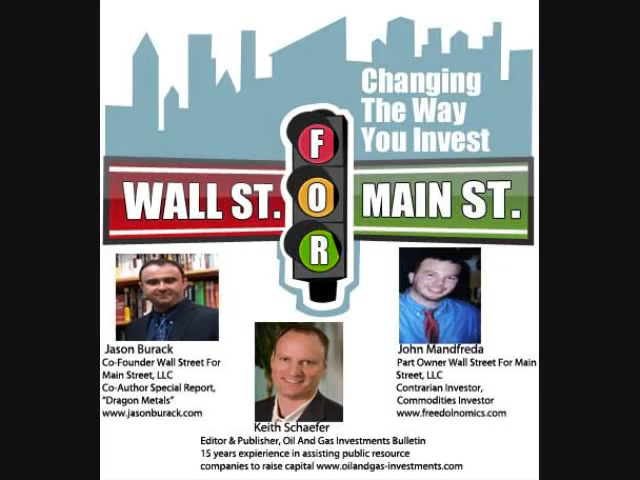 Changing
The Way
You Invest
WALL ST.
F
O
R
MAIN ST.
Jason Burack
Co-Founder Wall Street For
Main Street, LLC
Co-Author Special Report,
“Dragon Metals”
www.jasonburack.com
John Mandfreda
Part Owner Wall Street For Main
Street, LLC
Contrarian Investor,
Commodities Investor
www.freedolnomics.com
Keith Schaefer
Editor & Publisher, Oil And Gas Investments Bulletin
15 years experience in assisting public resource
companies to raise capital www.oilandgas-investments.com